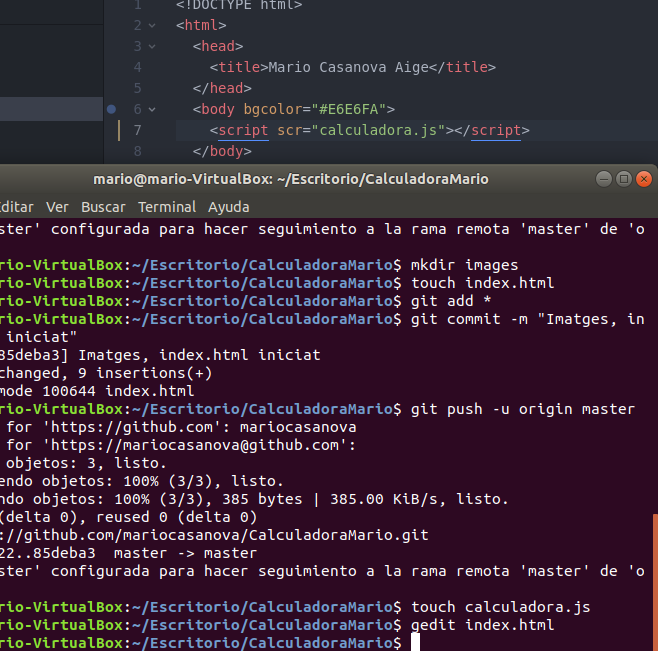 1 <!DOCTYPE html>
2 <html>
3 <head>
4 <title>Mario Casanova Aige</title>
5 </head>
6 <body bgcolor="#E6E6FA">
7 <script scr="calculadora.js"></script>
8 </body>
mario@mario-VirtualBox: ~/Escritorio/CalculadoraMario
ditar Ver Buscar Terminal Ayuda
ster' configurada para hacer seguimiento a la rama remota 'master' de 'o
rio-VirtualBox:~/Escritorio/CalculadoraMario$ mkdir images
rio-VirtualBox:~/Escritorio/CalculadoraMario$ touch index.html
rio-VirtualBox:~/Escritorio/CalculadoraMario$ git add *
rio-VirtualBox:~/Escritorio/CalculadoraMario$ git commit -m "Imatges, in
iniciat"
85deba3] Imatges, index.html iniciat
changed, 9 insertions(+)
mode 100644 index.html
rio-VirtualBox:~/Escritorio/CalculadoraMario$ git push -u origin master
for 'https://github.com': mariocasanova
for 'https://mariocasanova@github.com':
objetos: 3, listo.
endo objetos: 100% (3/3), listo.
ndo objetos: 100% (3/3), 385 bytes | 385.00 KiB/s, listo.
(delta 0), reused 0 (delta 0)
://github.com/mariocasanova/CalculadoraMario.git
22..85deba3 master -> master
ster' configurada para hacer seguimiento a la rama remota 'master' de 'o
rio-VirtualBox:~/Escritorio/CalculadoraMario$ touch calculadora.js
rio-VirtualBox:~/Escritorio/CalculadoraMario$ gedit index.html
rio-VirtualBox:~/Escritorio/CalculadoraMario$